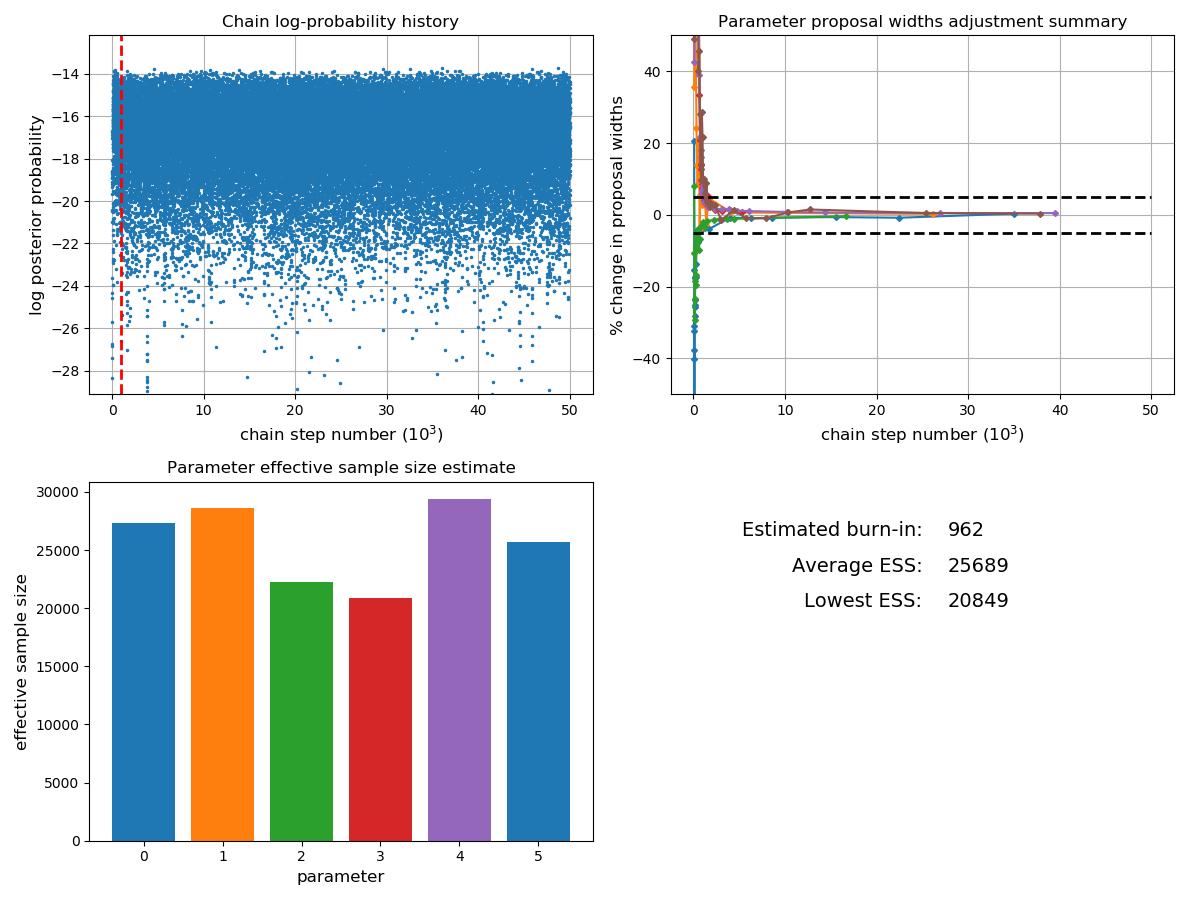 Chain log-probability history
log posterior probability
−14
−16
−18
−20
−22
−24
−26
−28
0 10 20 30 40 50
chain step number (10³)
Parameter proposal widths adjustment summary
% change in proposal widths
40
20
0
−20
−40
0 10 20 30 40 50
chain step number (10³)
Parameter effective sample size estimate
effective sample size
30000
25000
20000
15000
10000
5000
0
0 1 2 3 4 5
parameter
Estimated burn-in: 962
Average ESS: 25689
Lowest ESS: 20849